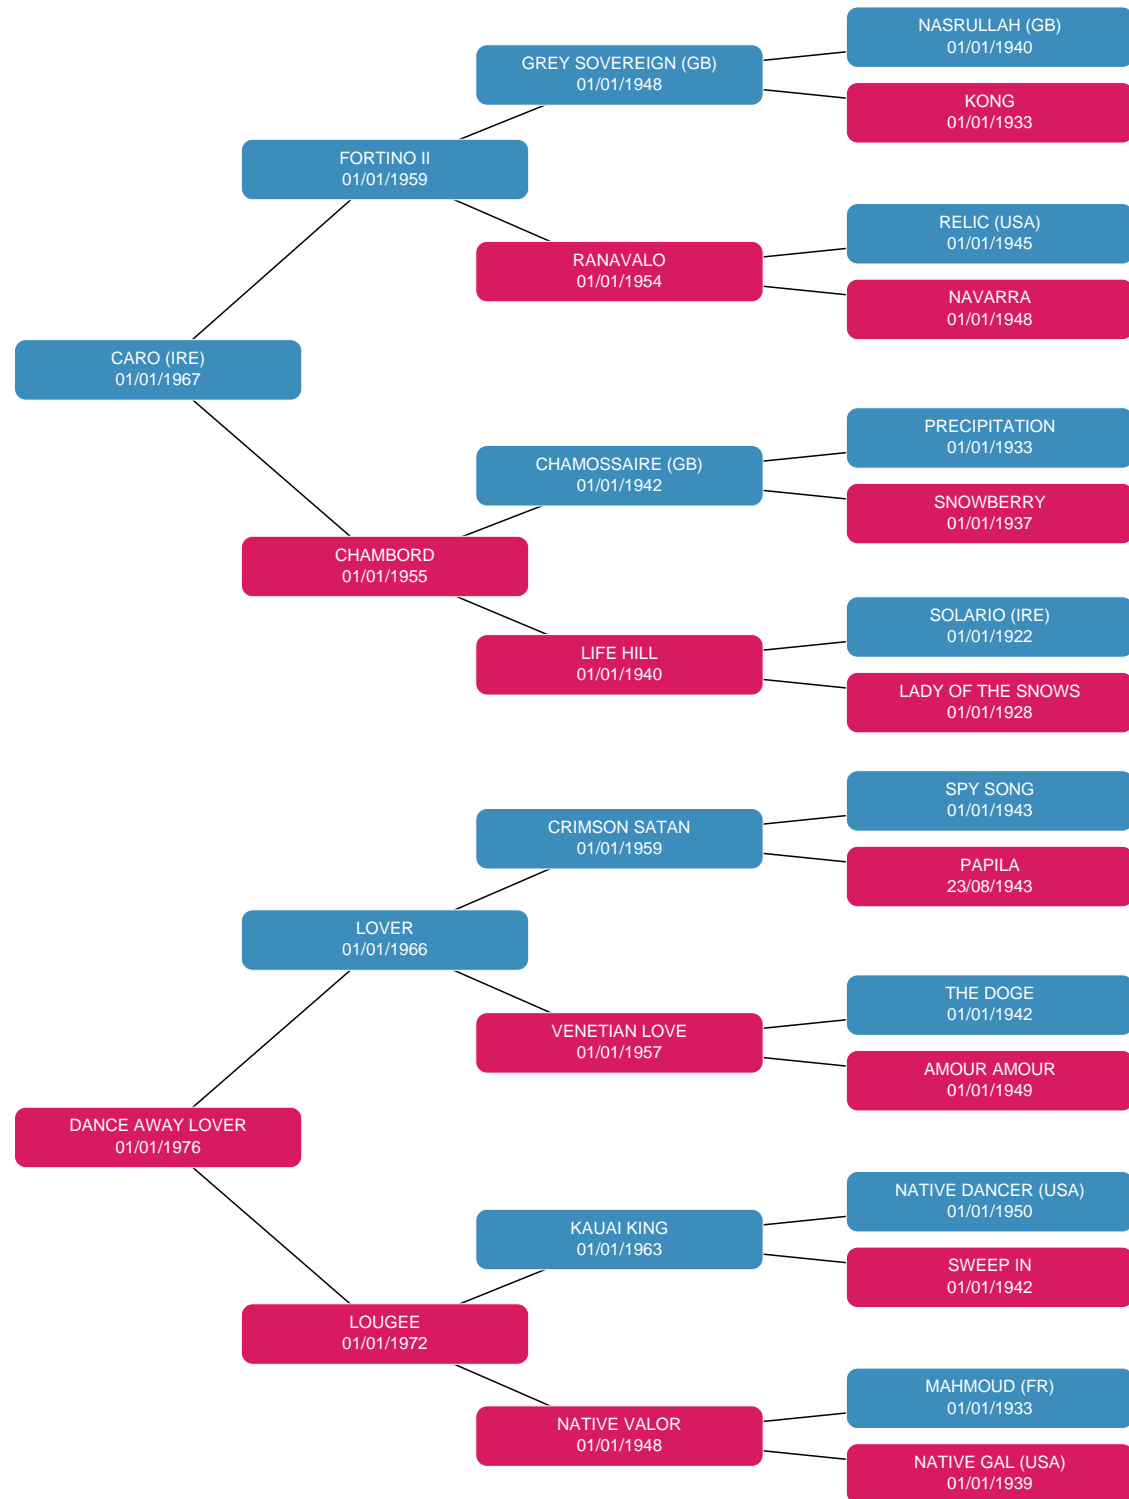 NASRULLAH (GB)
01/01/1940
GREY SOVEREIGN (GB)
01/01/1948
KONG
01/01/1933
FORTINO II
01/01/1959
RELIC (USA)
01/01/1945
RANAVALO
01/01/1954
NAVARRA
01/01/1948
CARO (IRE)
01/01/1967
PRECIPITATION
01/01/1933
CHAMOSSAIRE (GB)
01/01/1942
SNOWBERRY
01/01/1937
CHAMBORD
01/01/1955
SOLARIO (IRE)
01/01/1922
LIFE HILL
01/01/1940
LADY OF THE SNOWS
01/01/1928
SPY SONG
01/01/1943
CRIMSON SATAN
01/01/1959
PAPILA
23/08/1943
LOVER
01/01/1966
THE DOGE
01/01/1942
VENETIAN LOVE
01/01/1957
AMOUR AMOUR
01/01/1949
DANCE AWAY LOVER
01/01/1976
NATIVE DANCER (USA)
01/01/1950
KAUAI KING
01/01/1963
SWEEP IN
01/01/1942
LOUGEE
01/01/1972
MAHMOUD (FR)
01/01/1933
NATIVE VALOR
01/01/1948
NATIVE GAL (USA)
01/01/1939